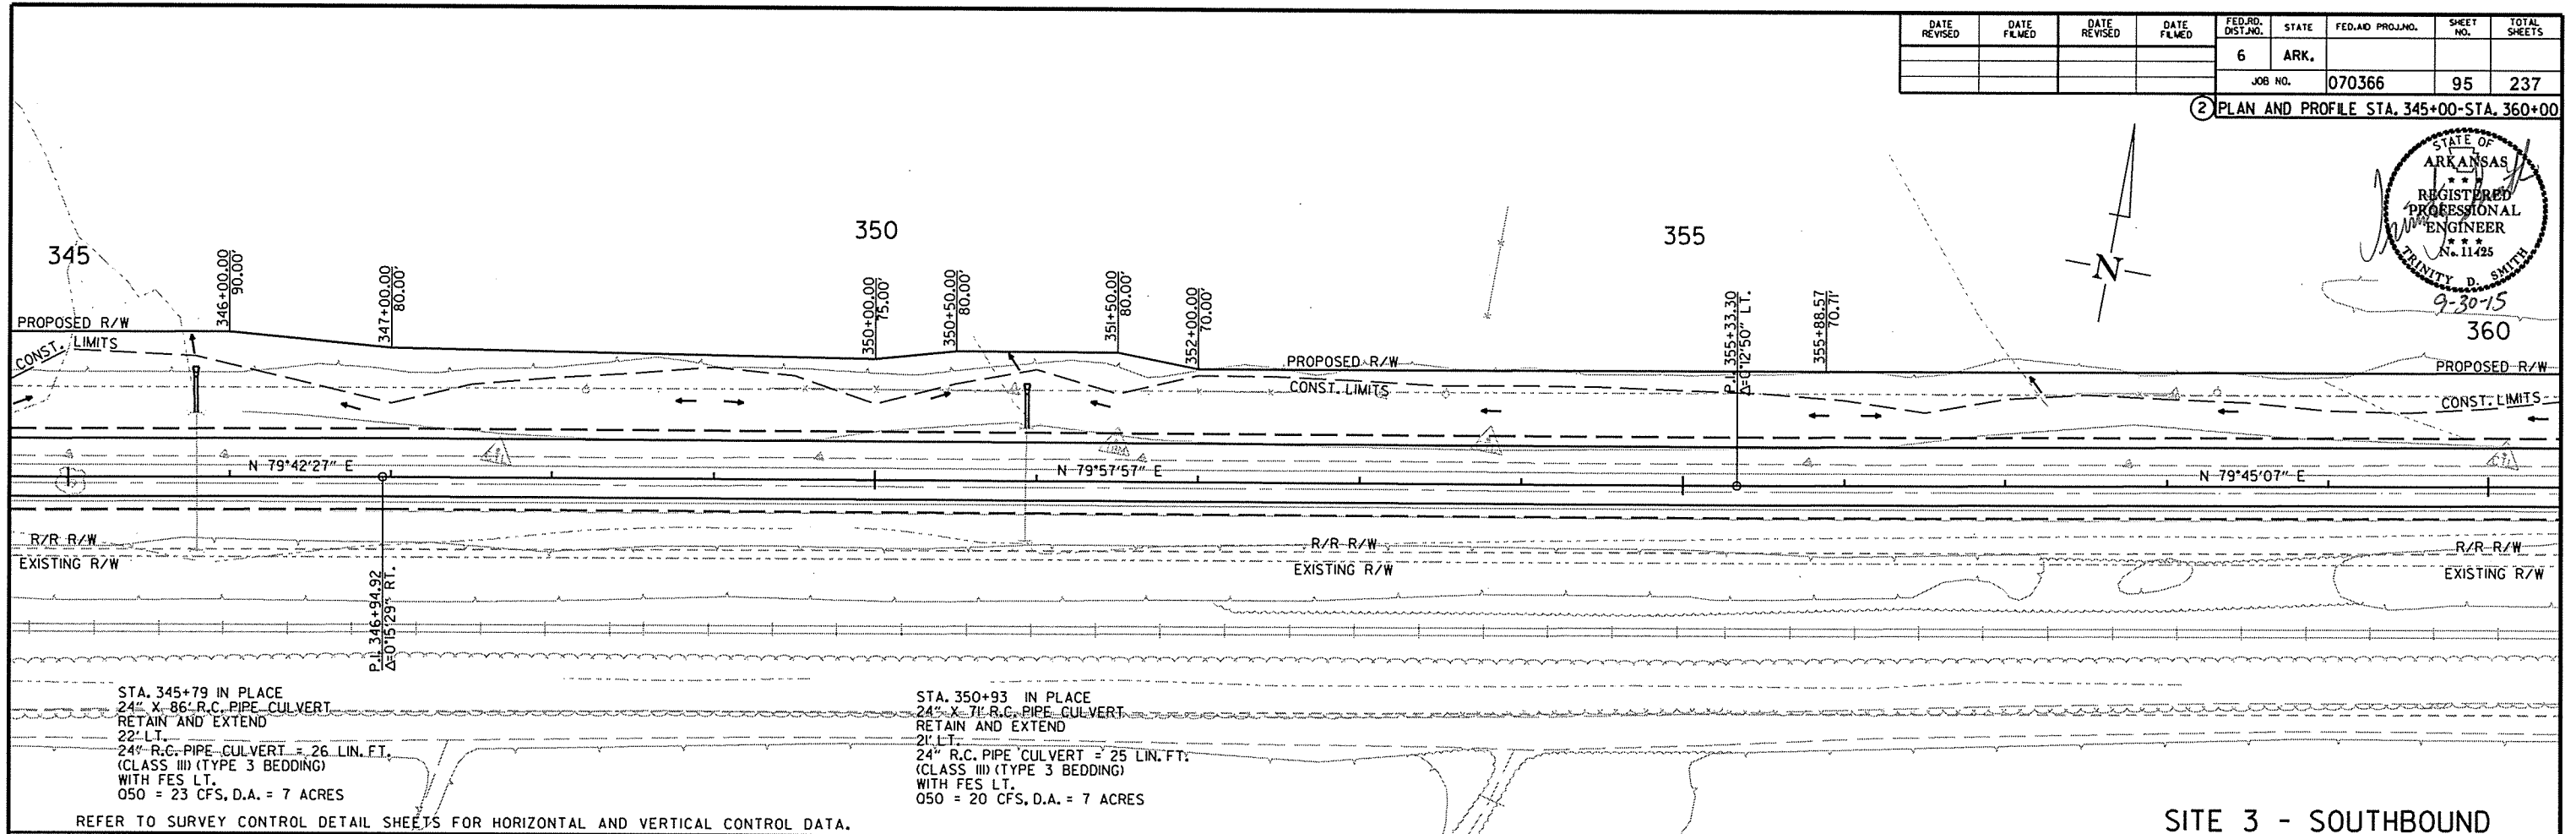 DATE REVISED
DATE FILMED
DATE REVISED
DATE FILMED
FED.RD. DIST.NO.
STATE
FED.AID PROJ.NO.
SHEET NO.
TOTAL SHEETS
6
ARK.
JOB NO.
070366
95
237
2 PLAN AND PROFILE STA. 345+00-STA. 360+00
STATE OF
ARKANSAS
★ ★ ★
REGISTERED
PROFESSIONAL
ENGINEER
★ ★ ★
No. 11425
TRINITY D. SMITH
9-30-15
345
350
355
360
346+00.00
90.00'
347+00.00
80.00'
350+00.00
75.00'
350+50.00
80.00'
351+50.00
80.00'
352+00.00
70.00'
P.I. 355+33.30
Δ=0°12'50" LT.
355+88.57
70.71'
N
PROPOSED R/W
CONST. LIMITS
PROPOSED R/W
CONST. LIMITS
PROPOSED R/W
CONST. LIMITS
N 79°42'27" E
N 79°57'57" E
N 79°45'07" E
R/R R/W
EXISTING R/W
R/R R/W
EXISTING R/W
R/R R/W
EXISTING R/W
P.I. 346+94.92
Δ=0°15'29" RT.
STA. 345+79 IN PLACE
24" X 86' R.C. PIPE CULVERT
RETAIN AND EXTEND
22' LT.
24" R.C. PIPE CULVERT = 26 LIN. FT.
(CLASS III) (TYPE 3 BEDDING)
WITH FES LT.
Q50 = 23 CFS, D.A. = 7 ACRES
STA. 350+93 IN PLACE
24" X 71' R.C. PIPE CULVERT
RETAIN AND EXTEND
21' LT.
24" R.C. PIPE CULVERT = 25 LIN. FT.
(CLASS III) (TYPE 3 BEDDING)
WITH FES LT.
Q50 = 20 CFS, D.A. = 7 ACRES
REFER TO SURVEY CONTROL DETAIL SHEETS FOR HORIZONTAL AND VERTICAL CONTROL DATA.
SITE 3 - SOUTHBOUND